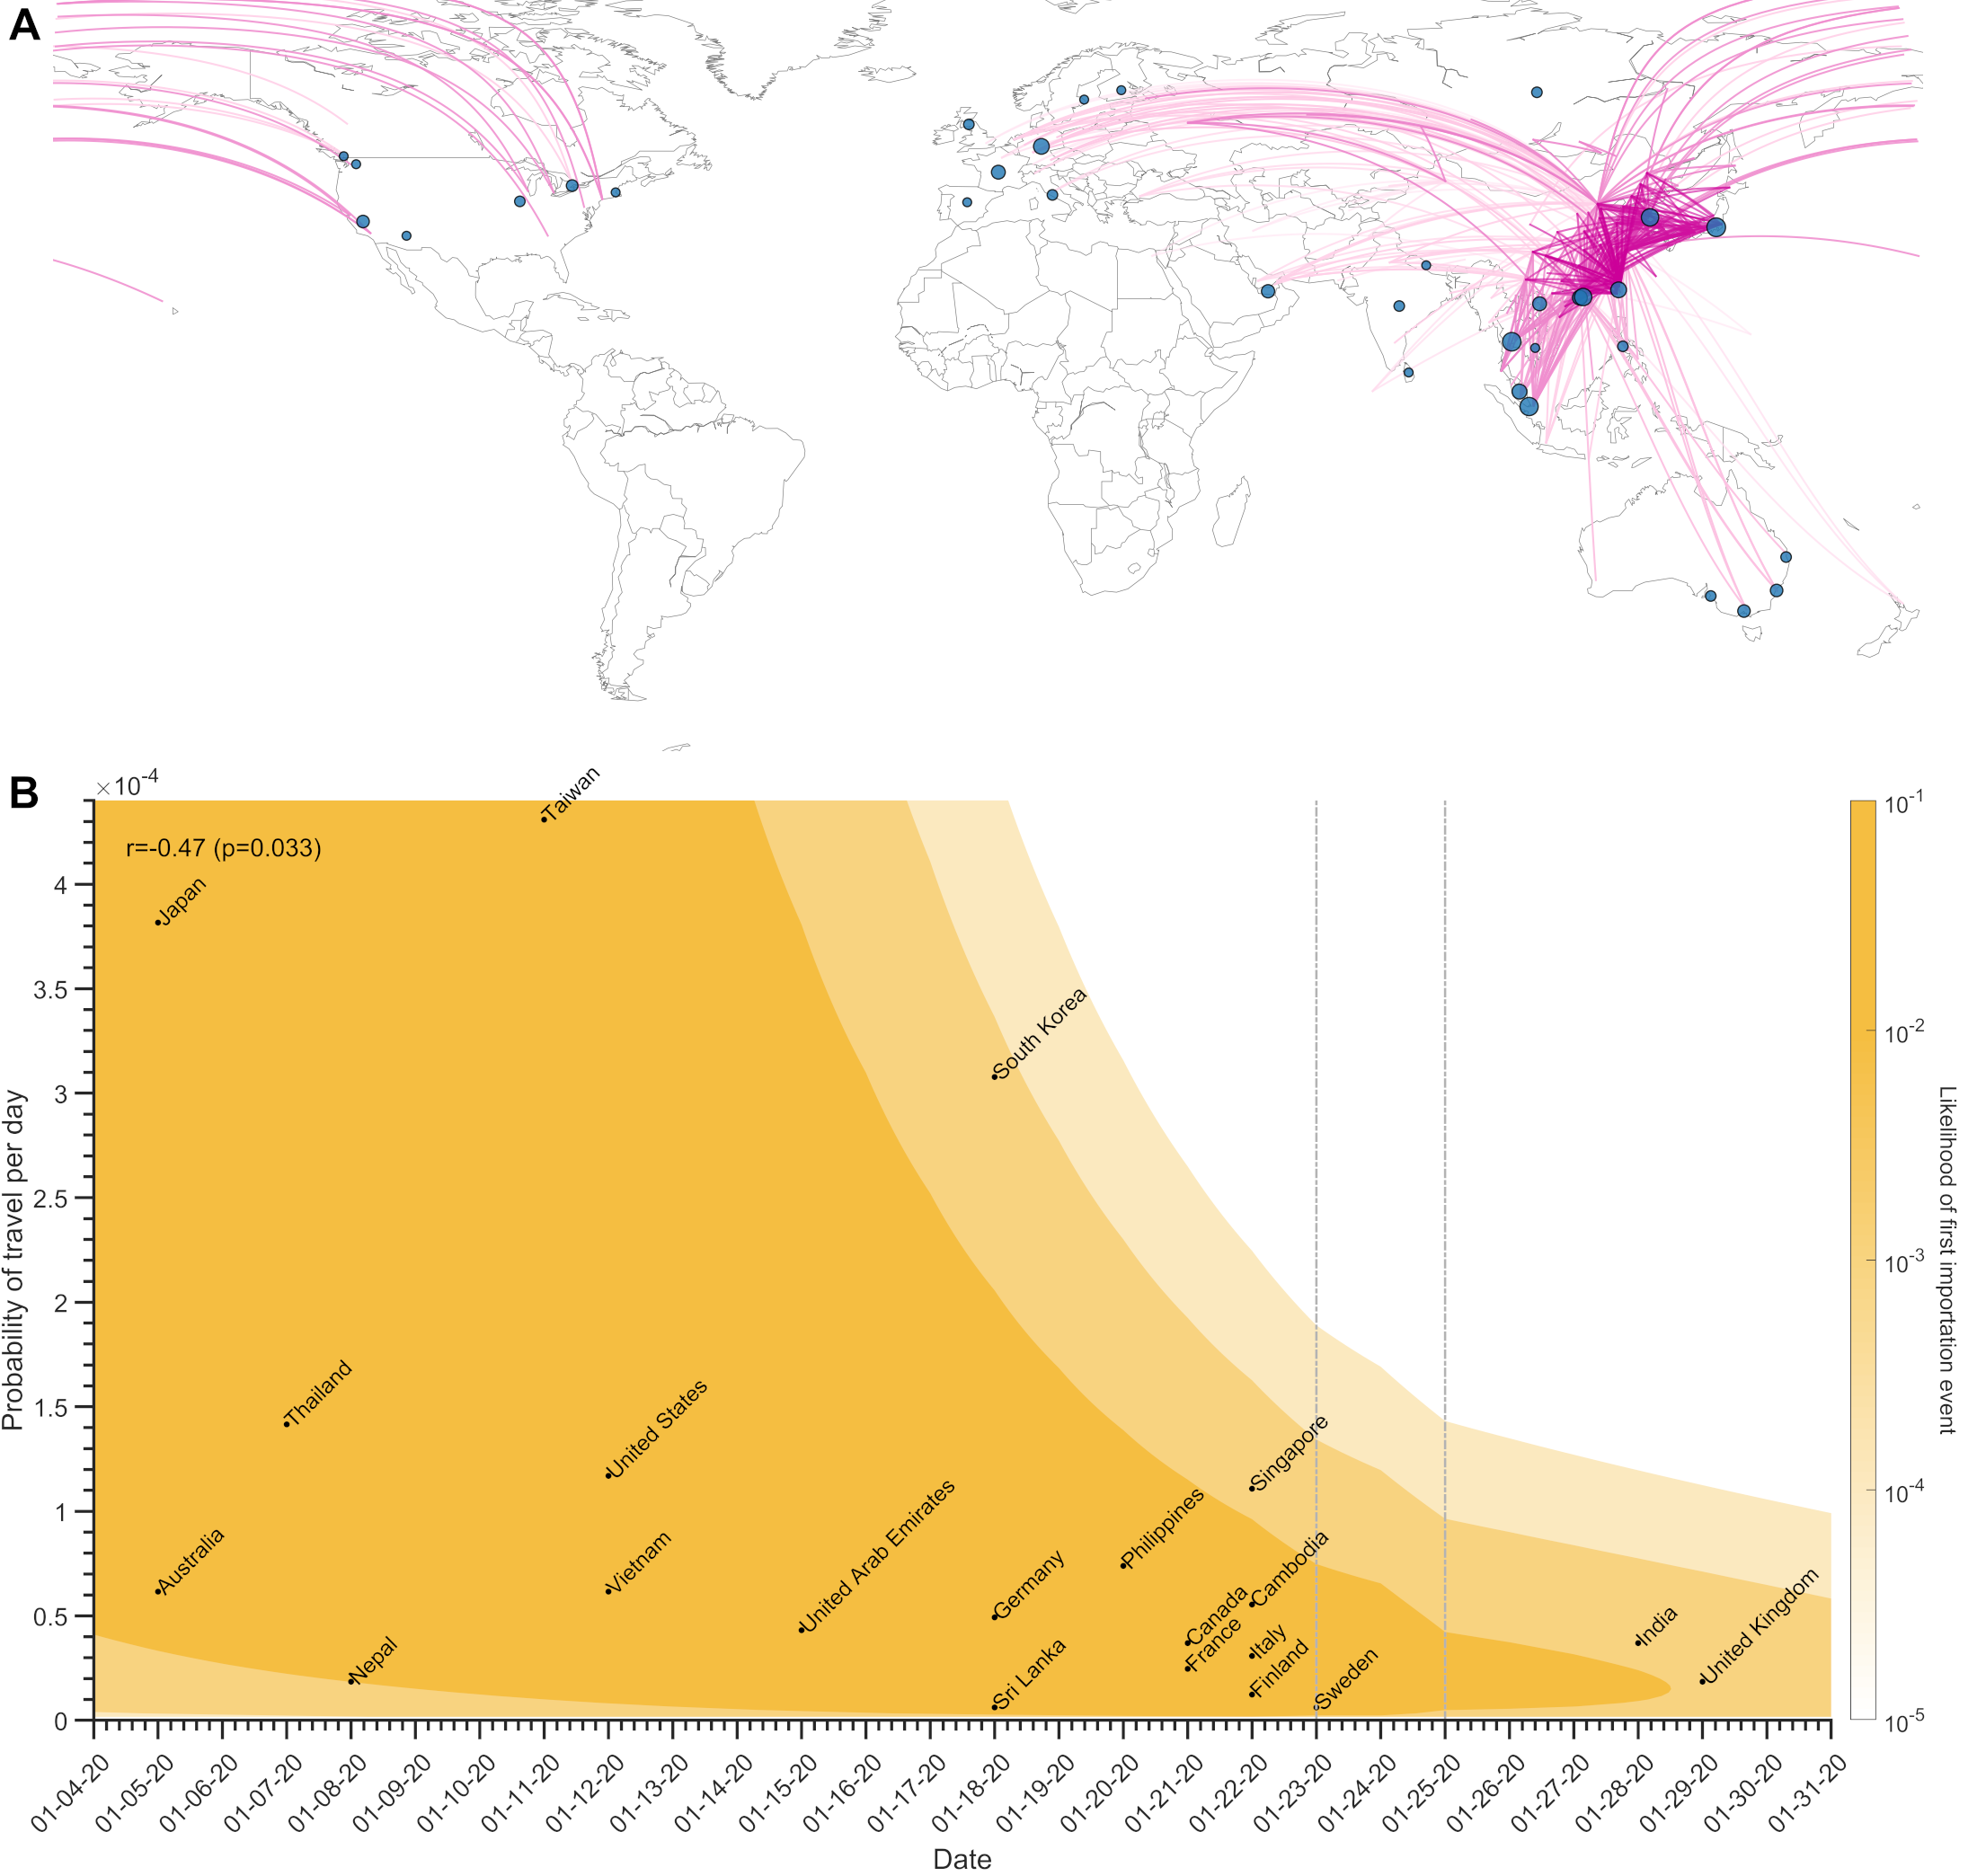 A
B
×10-4
r=-0.47 (p=0.033)
Taiwan
Japan
South Korea
Thailand
United States
Singapore
Philippines
Australia
Vietnam
United Arab Emirates
Germany
Cambodia
Canada
France
Italy
Finland
Nepal
Sri Lanka
Sweden
India
United Kingdom
Probability of travel per day
4
3.5
3
2.5
2
1.5
1
0.5
0
01-04-20
01-05-20
01-06-20
01-07-20
01-08-20
01-09-20
01-10-20
01-11-20
01-12-20
01-13-20
01-14-20
01-15-20
01-16-20
01-17-20
01-18-20
01-19-20
01-20-20
01-21-20
01-22-20
01-23-20
01-24-20
01-25-20
01-26-20
01-27-20
01-28-20
01-29-20
01-30-20
01-31-20
Date
10-1
10-2
10-3
10-4
10-5
Likelihood of first importation event